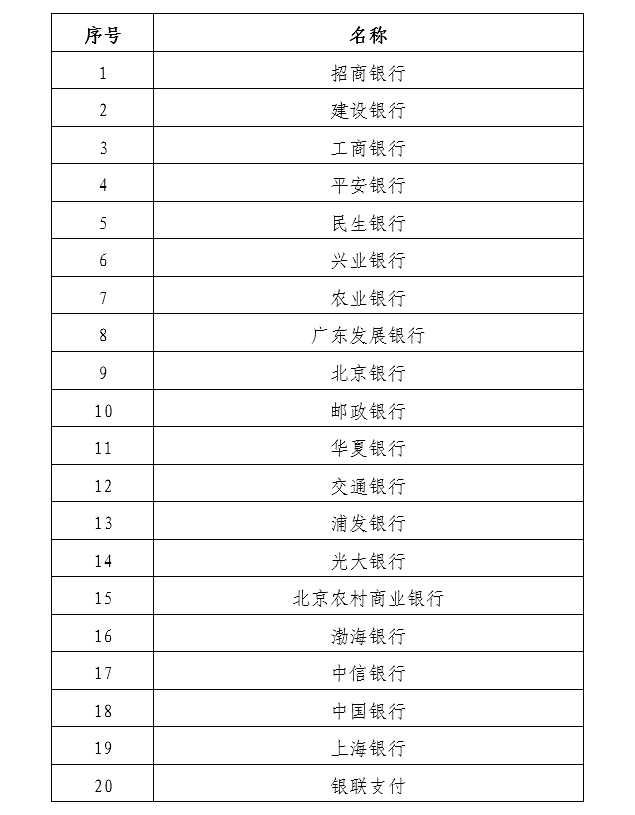 序号 名称
1 招商银行
2 建设银行
3 工商银行
4 平安银行
5 民生银行
6 兴业银行
7 农业银行
8 广东发展银行
9 北京银行
10 邮政银行
11 华夏银行
12 交通银行
13 浦发银行
14 光大银行
15 北京农村商业银行
16 渤海银行
17 中信银行
18 中国银行
19 上海银行
20 银联支付